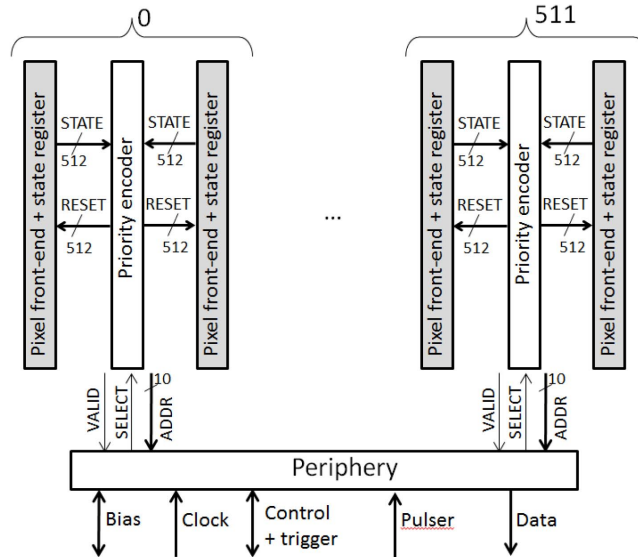 0
511
Pixel front-end + state register
STATE
512
RESET
512
Priority encoder
STATE
512
RESET
512
Pixel front-end + state register
...
Pixel front-end + state register
STATE
512
RESET
512
Priority encoder
STATE
512
RESET
512
Pixel front-end + state register
VALID
SELECT
10
ADDR
VALID
SELECT
10
ADDR
Periphery
Bias
Clock
Control
+ trigger
Pulser
Data